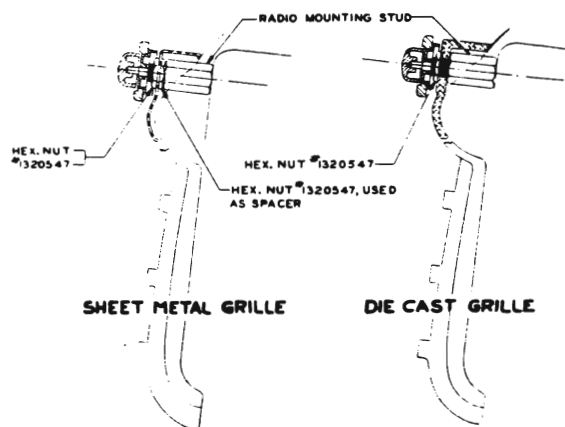 RADIO MOUNTING STUD
HEX. NUT
#1320547
HEX. NUT #1320547
HEX. NUT #1320547, USED
AS SPACER
SHEET METAL GRILLE
DIE CAST GRILLE